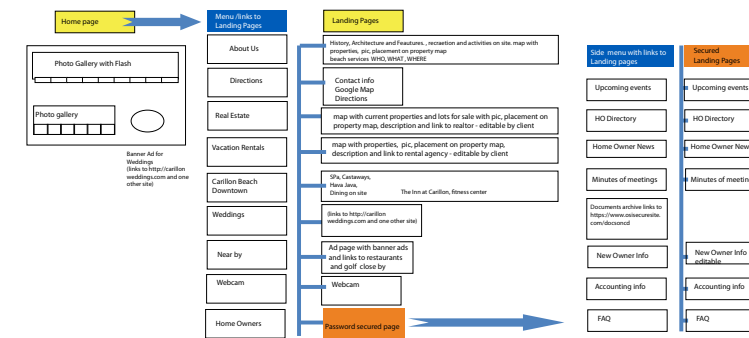 Home page
Menu /links to
Landing Pages
Landing Pages
Photo Gallery with Flash
Photo gallery
Banner Ad for
Weddings
(links to http://carillon
weddings.com and one
other site)
About Us
Directions
Real Estate
Vacation Rentals
Carillon Beach
Downtown
Weddings
Near by
Webcam
Home Owners
History, Architecture and Feautures. , recraetion and activities on site. map with
properties, pic, placement on property map
beach services WHO, WHAT , WHERE
Contact info
Google Map
Directions
map with current properties and lots for sale with pic, placement on
property map, description and link to realtor - editable by client
map with properties, pic, placement on property map,
description and link to rental agency - editable by client
SPa, Castaways,
Hava Java,
Dining on site The Inn at Carillon, fitness center
(links to http://carillon
weddings.com and one other site)
Ad page with banner ads
and links to restaurants
and golf close by
Webcam
Password secured page
Side menu with links to
Landing pages
Upcoming events
HO Directory
Home Owner News
Minutes of meetings
Documents archive links to
https://www.osisecuresite.
com/docsoncd
New Owner Info
Accounting info
FAQ
Secured
Landing Pages
Upcoming events
HO Directory
Home Owner New
Minutes of meetin
New Owner Info
editable
Accounting info
FAQ